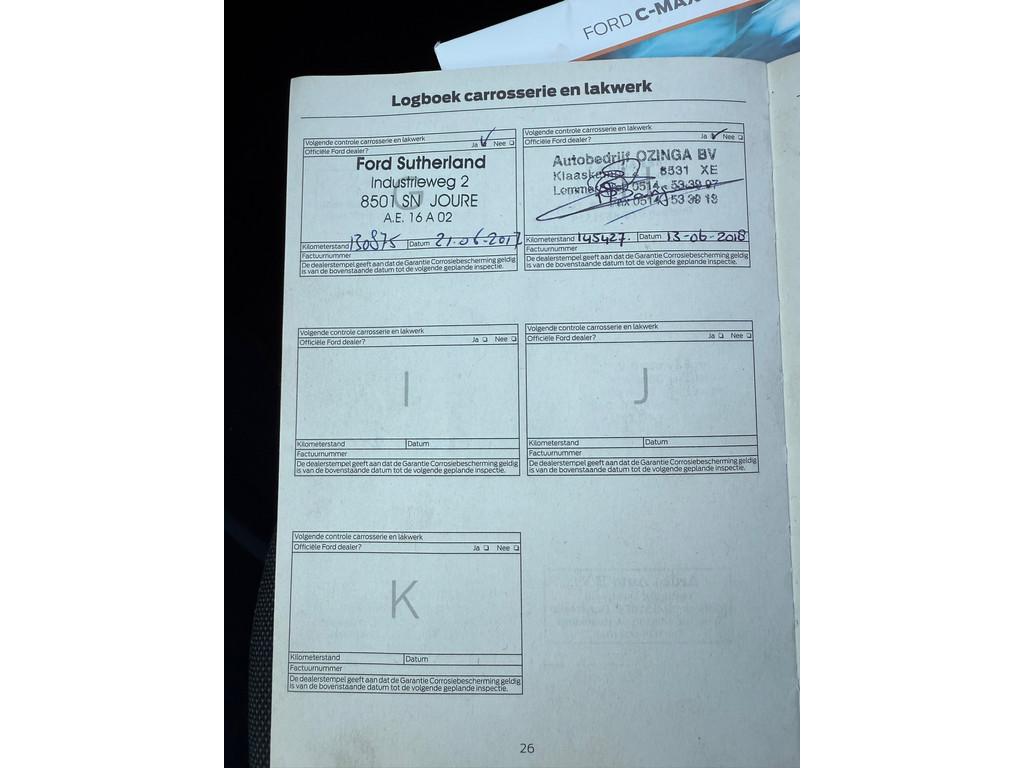 FORD C-MAX
Logboek carrosserie en lakwerk
Volgende controle carrosserie en lakwerk
Officiële Ford dealer? Ja ✓ Nee ❑
Ford Sutherland
Industrieweg 2
G
8501 SN JOURE
A.E. 16 A 02
Kilometerstand 130875 Datum 21-06-2017
Factuurnummer
De dealerstempel geeft aan dat de Garantie Corrosiebescherming geldig
is van de bovenstaande datum tot de volgende geplande inspectie.
Volgende controle carrosserie en lakwerk
Officiële Ford dealer? Ja ✓ Nee ❑
Autobedrijf OZINGA BV
8531 XE
0514 - 53 39 07
Fax 0514 53 39 13
Kilometerstand 145427. Datum 13-06-2018
Factuurnummer
De dealerstempel geeft aan dat de Garantie Corrosiebescherming geldig
is van de bovenstaande datum tot de volgende geplande inspectie.
Volgende controle carrosserie en lakwerk
Officiële Ford dealer? Ja ❑ Nee ❑
I
Kilometerstand Datum
Factuurnummer
De dealerstempel geeft aan dat de Garantie Corrosiebescherming geldig
is van de bovenstaande datum tot de volgende geplande inspectie.
Volgende controle carrosserie en lakwerk
Officiële Ford dealer? Ja ❑ Nee ❑
J
Kilometerstand Datum
Factuurnummer
De dealerstempel geeft aan dat de Garantie Corrosiebescherming geldig
is van de bovenstaande datum tot de volgende geplande inspectie.
Volgende controle carrosserie en lakwerk
Officiële Ford dealer? Ja ❑ Nee ❑
K
Kilometerstand Datum
Factuurnummer
De dealerstempel geeft aan dat de Garantie Corrosiebescherming geldig
is van de bovenstaande datum tot de volgende geplande inspectie.
26